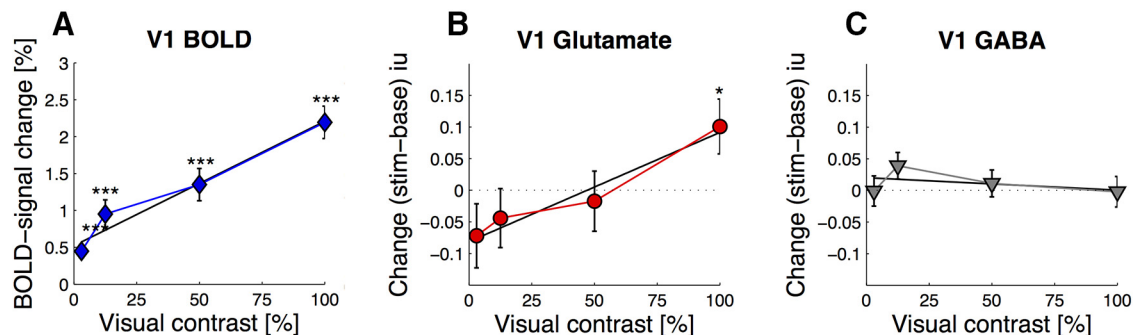 A
V1 BOLD
BOLD−signal change [%]
3
2.5
2
1.5
1
0.5
0
***
***
***
***
0 25 50 75 100
Visual contrast [%]
B
V1 Glutamate
Change (stim−base) iu
0.15
0.1
0.05
0
−0.05
−0.1
*
0 25 50 75 100
Visual contrast [%]
C
V1 GABA
Change (stim−base) iu
0.15
0.1
0.05
0
−0.05
−0.1
0 25 50 75 100
Visual contrast [%]